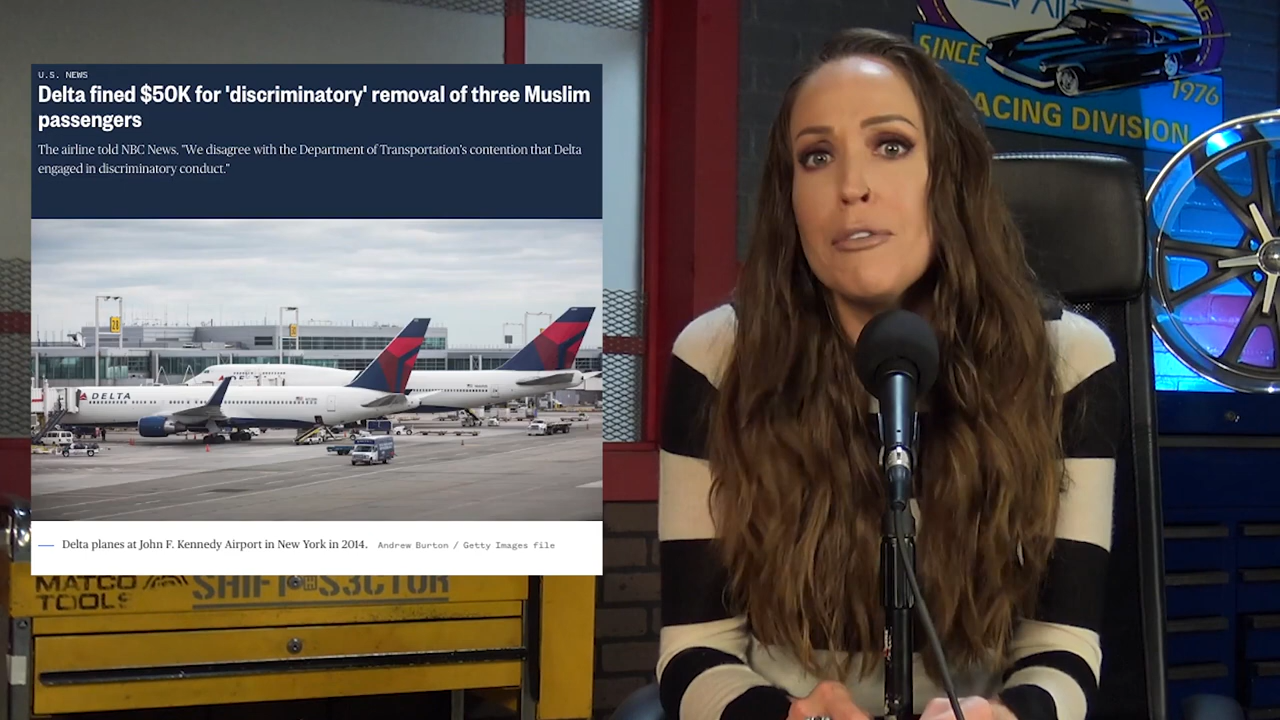 U.S. NEWS
Delta fined $50K for 'discriminatory' removal of three Muslim
passengers
The airline told NBC News, "We disagree with the Department of Transportation's contention that Delta
engaged in discriminatory conduct."
DELTA
Delta planes at John F. Kennedy Airport in New York in 2014. Andrew Burton / Getty Images file
MATCO
TOOLS
SHIFT S3CTOR
SINCE
1976
RACING DIVISION